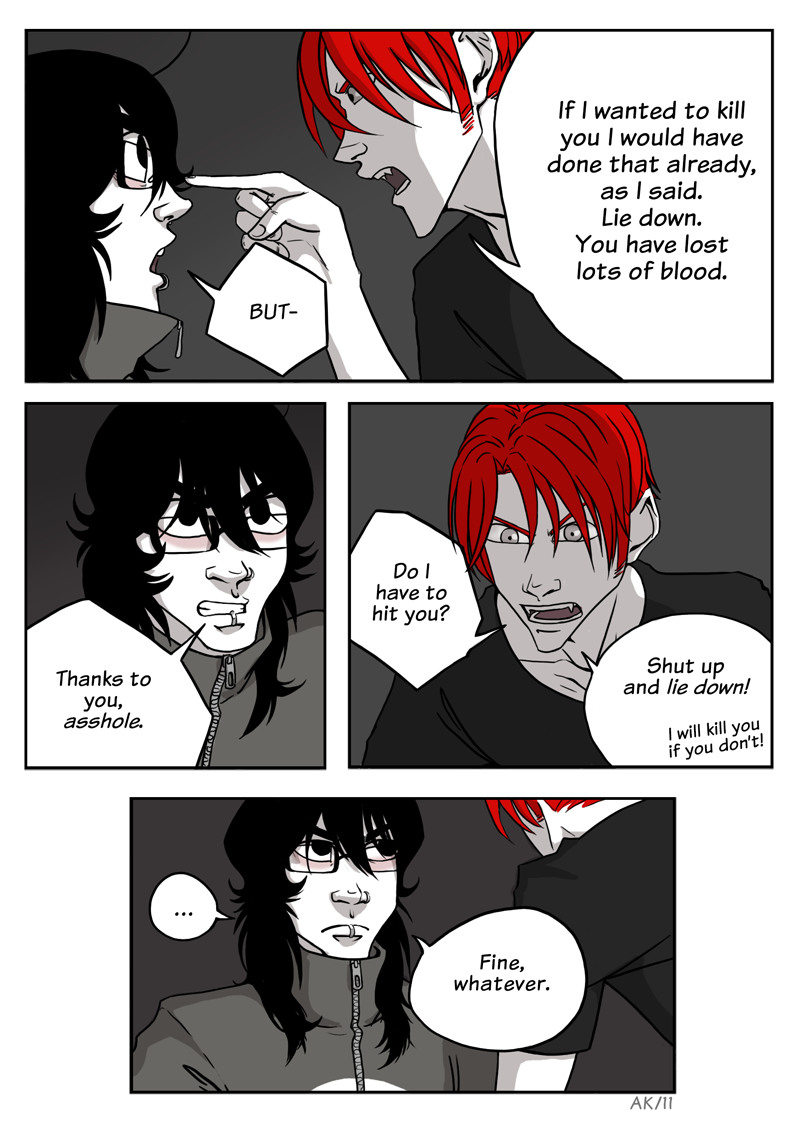 If I wanted to kill
you I would have
done that already,
as I said.
Lie down.
You have lost
lots of blood.
BUT-
Thanks to
you,
asshole.
Do I
have to
hit you?
Shut up
and lie down!
I will kill you
if you don't!
...
Fine,
whatever.
AK/11